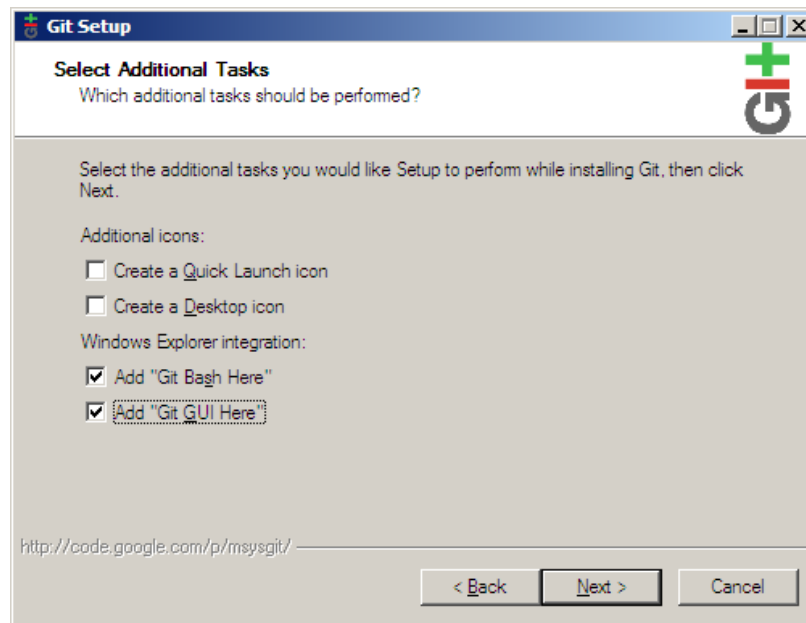 Git Setup
Select Additional Tasks
Which additional tasks should be performed?
git
Select the additional tasks you would like Setup to perform while installing Git, then click
Next.
Additional icons:
Create a Quick Launch icon
Create a Desktop icon
Windows Explorer integration:
Add "Git Bash Here"
Add "Git GUI Here"
http://code.google.com/p/msysgit/
< Back
Next >
Cancel